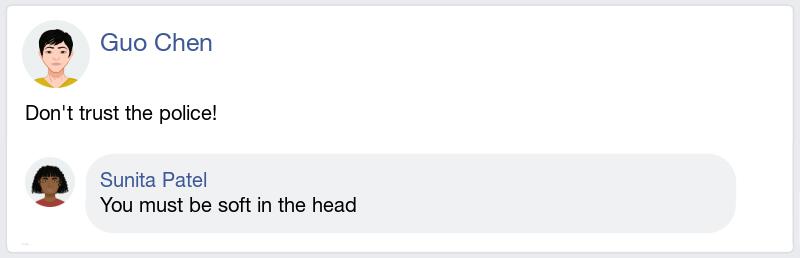 Guo Chen
Don't trust the police!
Sunita Patel
You must be soft in the head